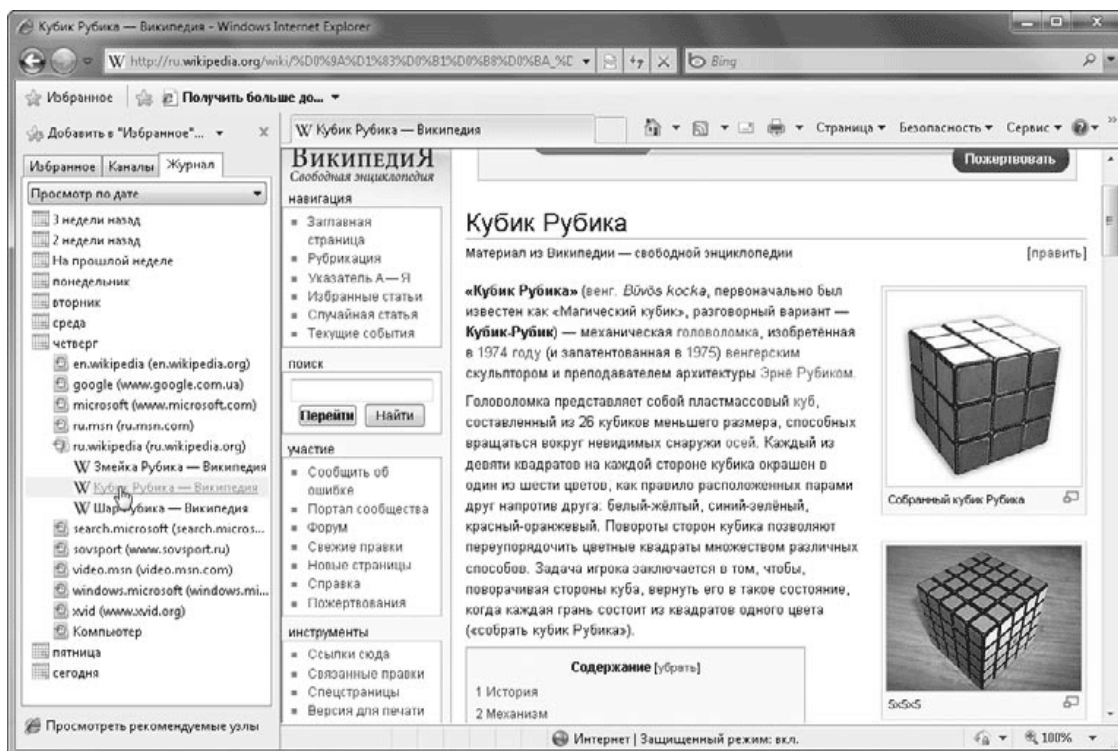 Кубик Рубика — Википедия - Windows Internet Explorer
W http://ru.wikipedia.org/wiki/%D0%9A%D1%83%D0%B1%D0%B8%D0%BA_%D
Bing
Избранное
Получить больше до...
Добавить в "Избранное"... x
Избранное Каналы Журнал
Просмотр по дате
3 недели назад
2 недели назад
На прошлой неделе
понедельник
вторник
среда
четверг
en.wikipedia (en.wikipedia.org)
google (www.google.com.ua)
microsoft (www.microsoft.com)
ru.msn (ru.msn.com)
ru.wikipedia (ru.wikipedia.org)
W Змейка Рубика — Википедия
W Кубик Рубика — Википедия
W Шар Рубика — Википедия
search.microsoft (search.micros...
sovsport (www.sovsport.ru)
video.msn (video.msn.com)
windows.microsoft (windows.mi...
xvid (www.xvid.org)
Компьютер
пятница
сегодня
Просмотреть рекомендуемые узлы
W Кубик Рубика — Википедия
Страница Безопасность Сервис
ВикипедиЯ
Свободная энциклопедия
навигация
Заглавная
страница
Рубрикация
Указатель А — Я
Избранные статьи
Случайная статья
Текущие события
поиск
Перейти Найти
участие
Сообщить об
ошибке
Портал сообщества
Форум
Свежие правки
Новые страницы
Справка
Пожертвования
инструменты
Ссылки сюда
Связанные правки
Спецстраницы
Версия для печати
Пожертвовать
Кубик Рубика
Материал из Википедии — свободной энциклопедии [править]
«Кубик Рубика» (венг. Bűvös kocka, первоначально был
известен как «Магический кубик», разговорный вариант —
Кубик-Рубик) — механическая головоломка, изобретённая
в 1974 году (и запатентованная в 1975) венгерским
скульптором и преподавателем архитектуры Эрнё Рубиком.
Головоломка представляет собой пластмассовый куб,
составленный из 26 кубиков меньшего размера, способных
вращаться вокруг невидимых снаружи осей. Каждый из
девяти квадратов на каждой стороне кубика окрашен в
один из шести цветов, как правило расположенных парами
друг напротив друга: белый-жёлтый, синий-зелёный,
красный-оранжевый. Повороты сторон кубика позволяют
переупорядочить цветные квадраты множеством различных
способов. Задача игрока заключается в том, чтобы,
поворачивая стороны куба, вернуть его в такое состояние,
когда каждая грань состоит из квадратов одного цвета
(«собрать кубик Рубика»).
Содержание [убрать]
1 История
2 Механизм
Собранный кубик Рубика
5x5x5
Интернет | Защищенный режим: вкл.
100%